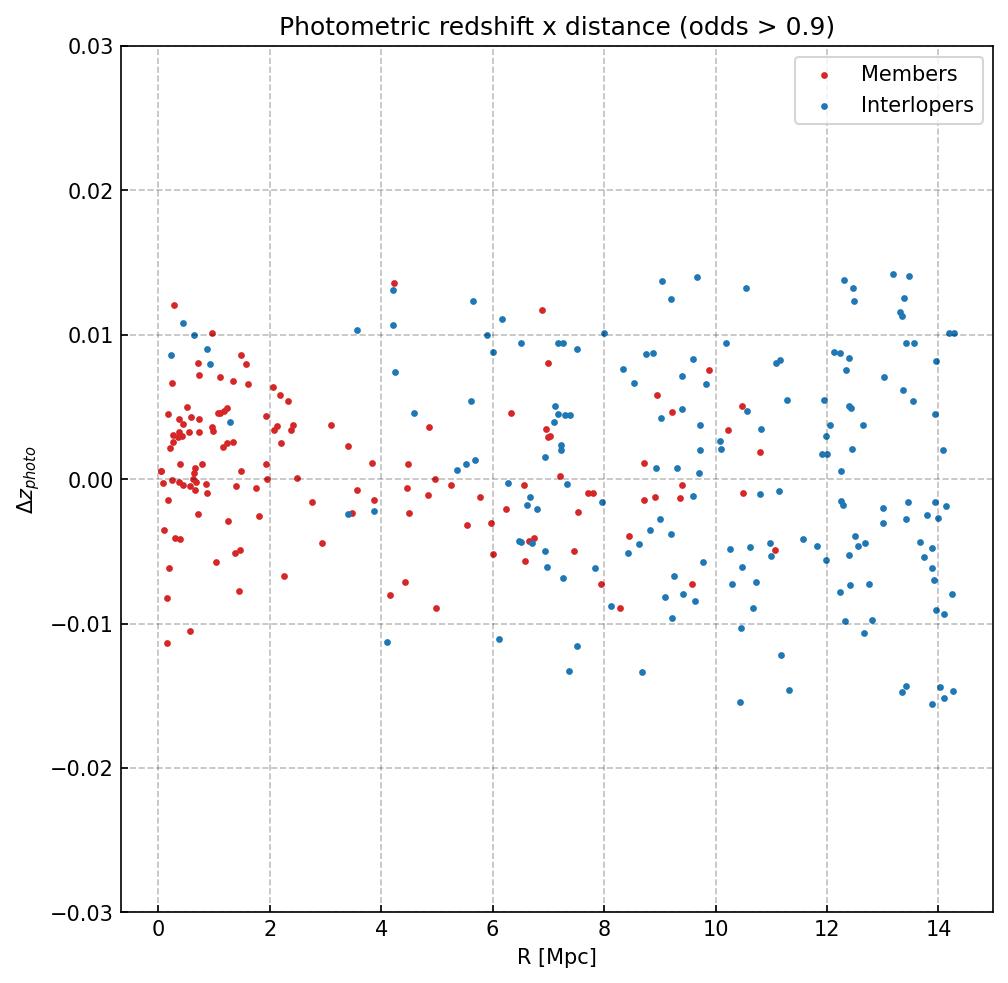 Photometric redshift x distance (odds > 0.9)
Members
Interlopers
0.03
0.02
0.01
0.00
−0.01
−0.02
−0.03
Δz_photo
0 2 4 6 8 10 12 14
R [Mpc]